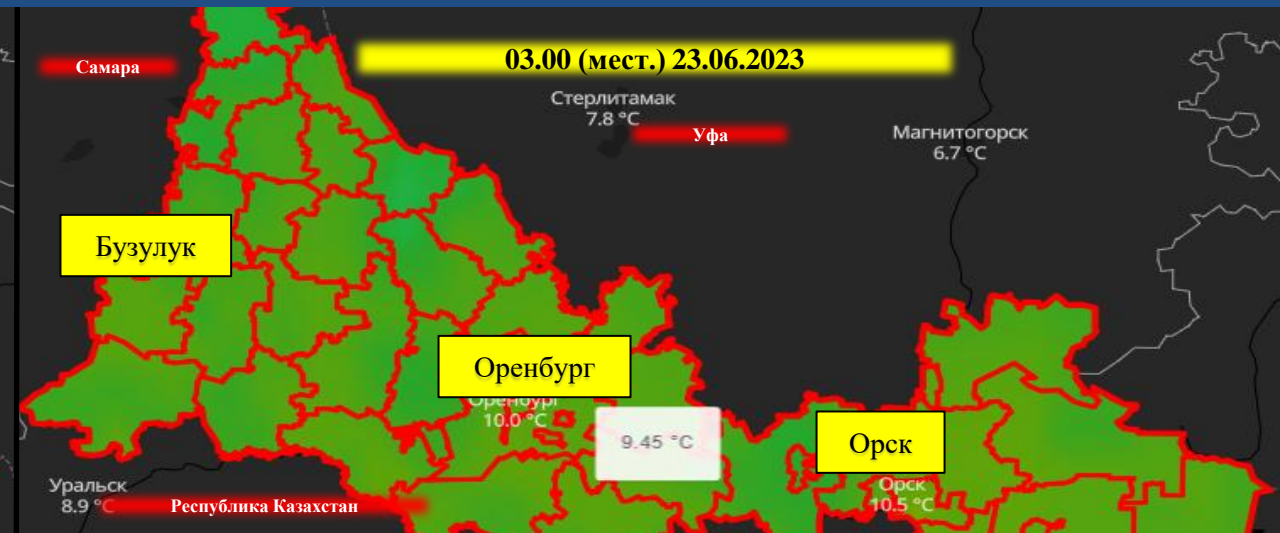 03.00 (мест.) 23.06.2023
Самара
Стерлитамак
7.8 °C
Уфа
Магнитогорск
6.7 °C
Бузулук
Оренбург
Оренбург
10.0 °C
9.45 °C
Орск
Орск
10.5 °C
Уральск
8.9 °C
Республика Казахстан